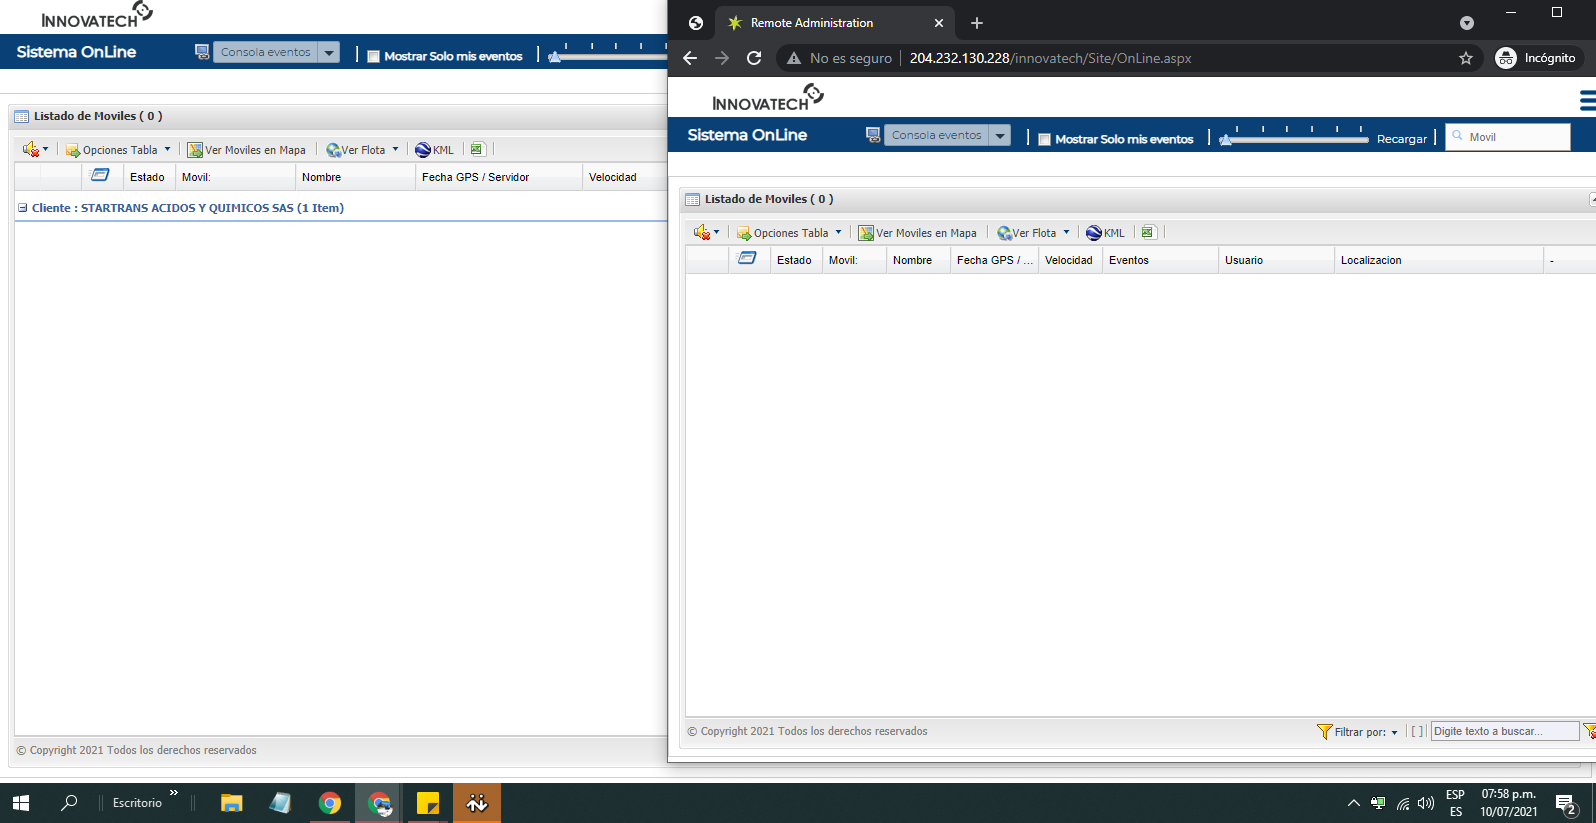 INNOVATECH
Sistema OnLine
Consola eventos
Mostrar Solo mis eventos
Listado de Moviles ( 0 )
Opciones Tabla
Ver Moviles en Mapa
Ver Flota
KML
Estado
Movil:
Nombre
Fecha GPS / Servidor
Velocidad
Cliente : STARTRANS ACIDOS Y QUIMICOS SAS (1 Item)
© Copyright 2021 Todos los derechos reservados
Remote Administration
No es seguro
204.232.130.228/innovatech/Site/OnLine.aspx
Incógnito
INNOVATECH
Sistema OnLine
Consola eventos
Mostrar Solo mis eventos
Recargar
Movil
Listado de Moviles ( 0 )
Opciones Tabla
Ver Moviles en Mapa
Ver Flota
KML
Estado
Movil:
Nombre
Fecha GPS / ...
Velocidad
Eventos
Usuario
Localizacion
-
© Copyright 2021 Todos los derechos reservados
Filtrar por:
[ ]
Digite texto a buscar...
Escritorio
»
ESP
ES
07:58 p.m.
10/07/2021
2